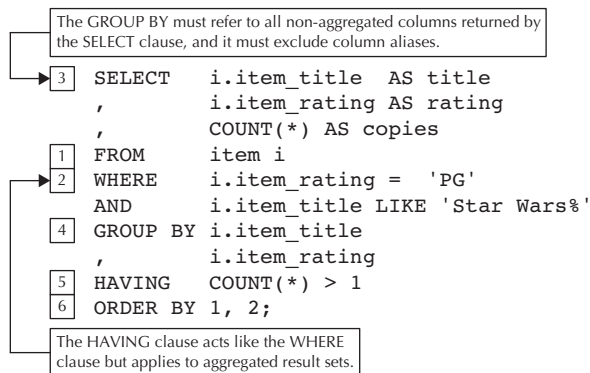 The GROUP BY must refer to all non-aggregated columns returned by
the SELECT clause, and it must exclude column aliases.
3 SELECT i.item_title AS title
, i.item_rating AS rating
, COUNT(*) AS copies
1 FROM item i
2 WHERE i.item_rating = 'PG'
AND i.item_title LIKE 'Star Wars%'
4 GROUP BY i.item_title
, i.item_rating
5 HAVING COUNT(*) > 1
6 ORDER BY 1, 2;
The HAVING clause acts like the WHERE
clause but applies to aggregated result sets.